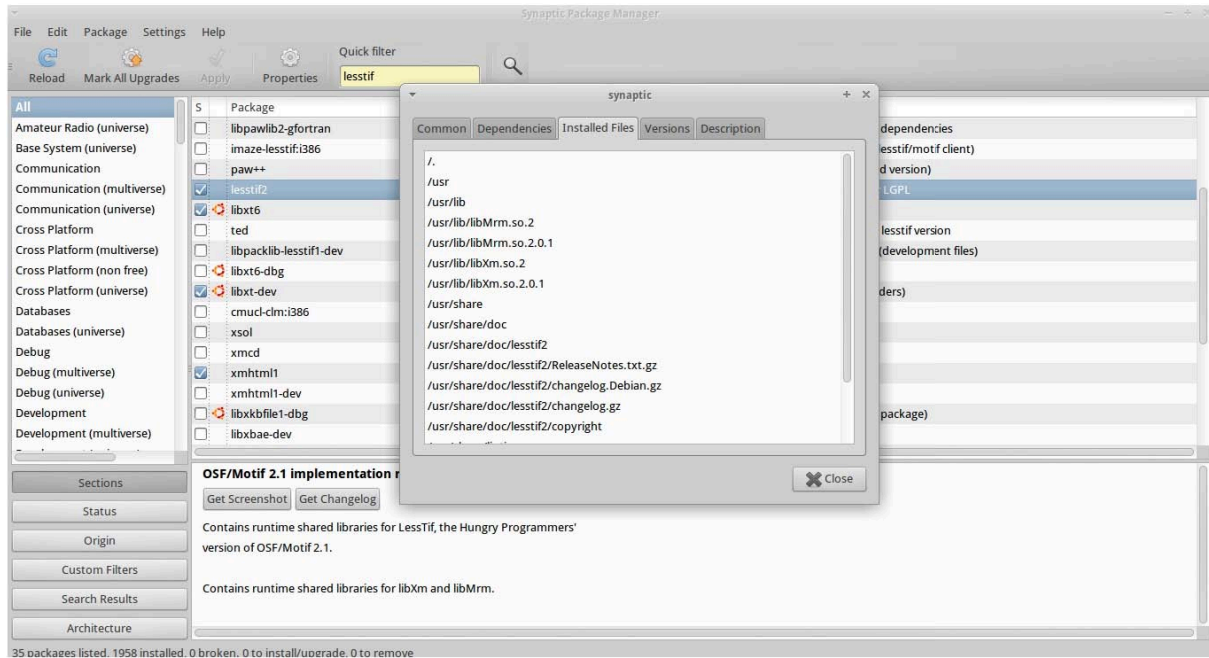 Synaptic Package Manager
File Edit Package Settings Help
Reload Mark All Upgrades Apply Properties
Quick filter
lesstif
All
Amateur Radio (universe)
Base System (universe)
Communication
Communication (multiverse)
Communication (universe)
Cross Platform
Cross Platform (multiverse)
Cross Platform (non free)
Cross Platform (universe)
Databases
Databases (universe)
Debug
Debug (multiverse)
Debug (universe)
Development
Development (multiverse)
Sections
Status
Origin
Custom Filters
Search Results
Architecture
S Package
libpawlib2-gfortran dependencies
imaze-lesstif:i386 esstif/motif client)
paw++ d version)
lesstif2 LGPL
libxt6
ted lesstif version
libpacklib-lesstif1-dev (development files)
libxt6-dbg
libxt-dev ders)
cmucl-clm:i386
xsol
xmcd
xmhtml1
xmhtml1-dev
libxkbfile1-dbg package)
libxbae-dev
synaptic
Common Dependencies Installed Files Versions Description
/.
/usr
/usr/lib
/usr/lib/libMrm.so.2
/usr/lib/libMrm.so.2.0.1
/usr/lib/libXm.so.2
/usr/lib/libXm.so.2.0.1
/usr/share
/usr/share/doc
/usr/share/doc/lesstif2
/usr/share/doc/lesstif2/ReleaseNotes.txt.gz
/usr/share/doc/lesstif2/changelog.Debian.gz
/usr/share/doc/lesstif2/changelog.gz
/usr/share/doc/lesstif2/copyright
Close
OSF/Motif 2.1 implementation r
Get Screenshot Get Changelog
Contains runtime shared libraries for LessTif, the Hungry Programmers'
version of OSF/Motif 2.1.
Contains runtime shared libraries for libXm and libMrm.
35 packages listed, 1958 installed, 0 broken. 0 to install/upgrade, 0 to remove